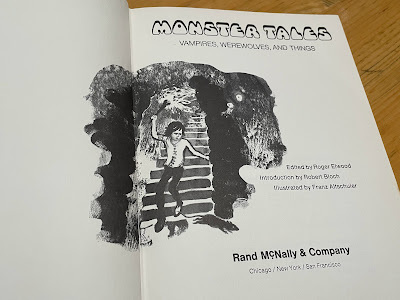 MONSTER TALES
VAMPIRES, WEREWOLVES, AND THINGS
Edited by Roger Elwood
Introduction by Robert Bloch
Illustrated by Franz Altschuler
Rand McNally & Company
Chicago / New York / San Francisco